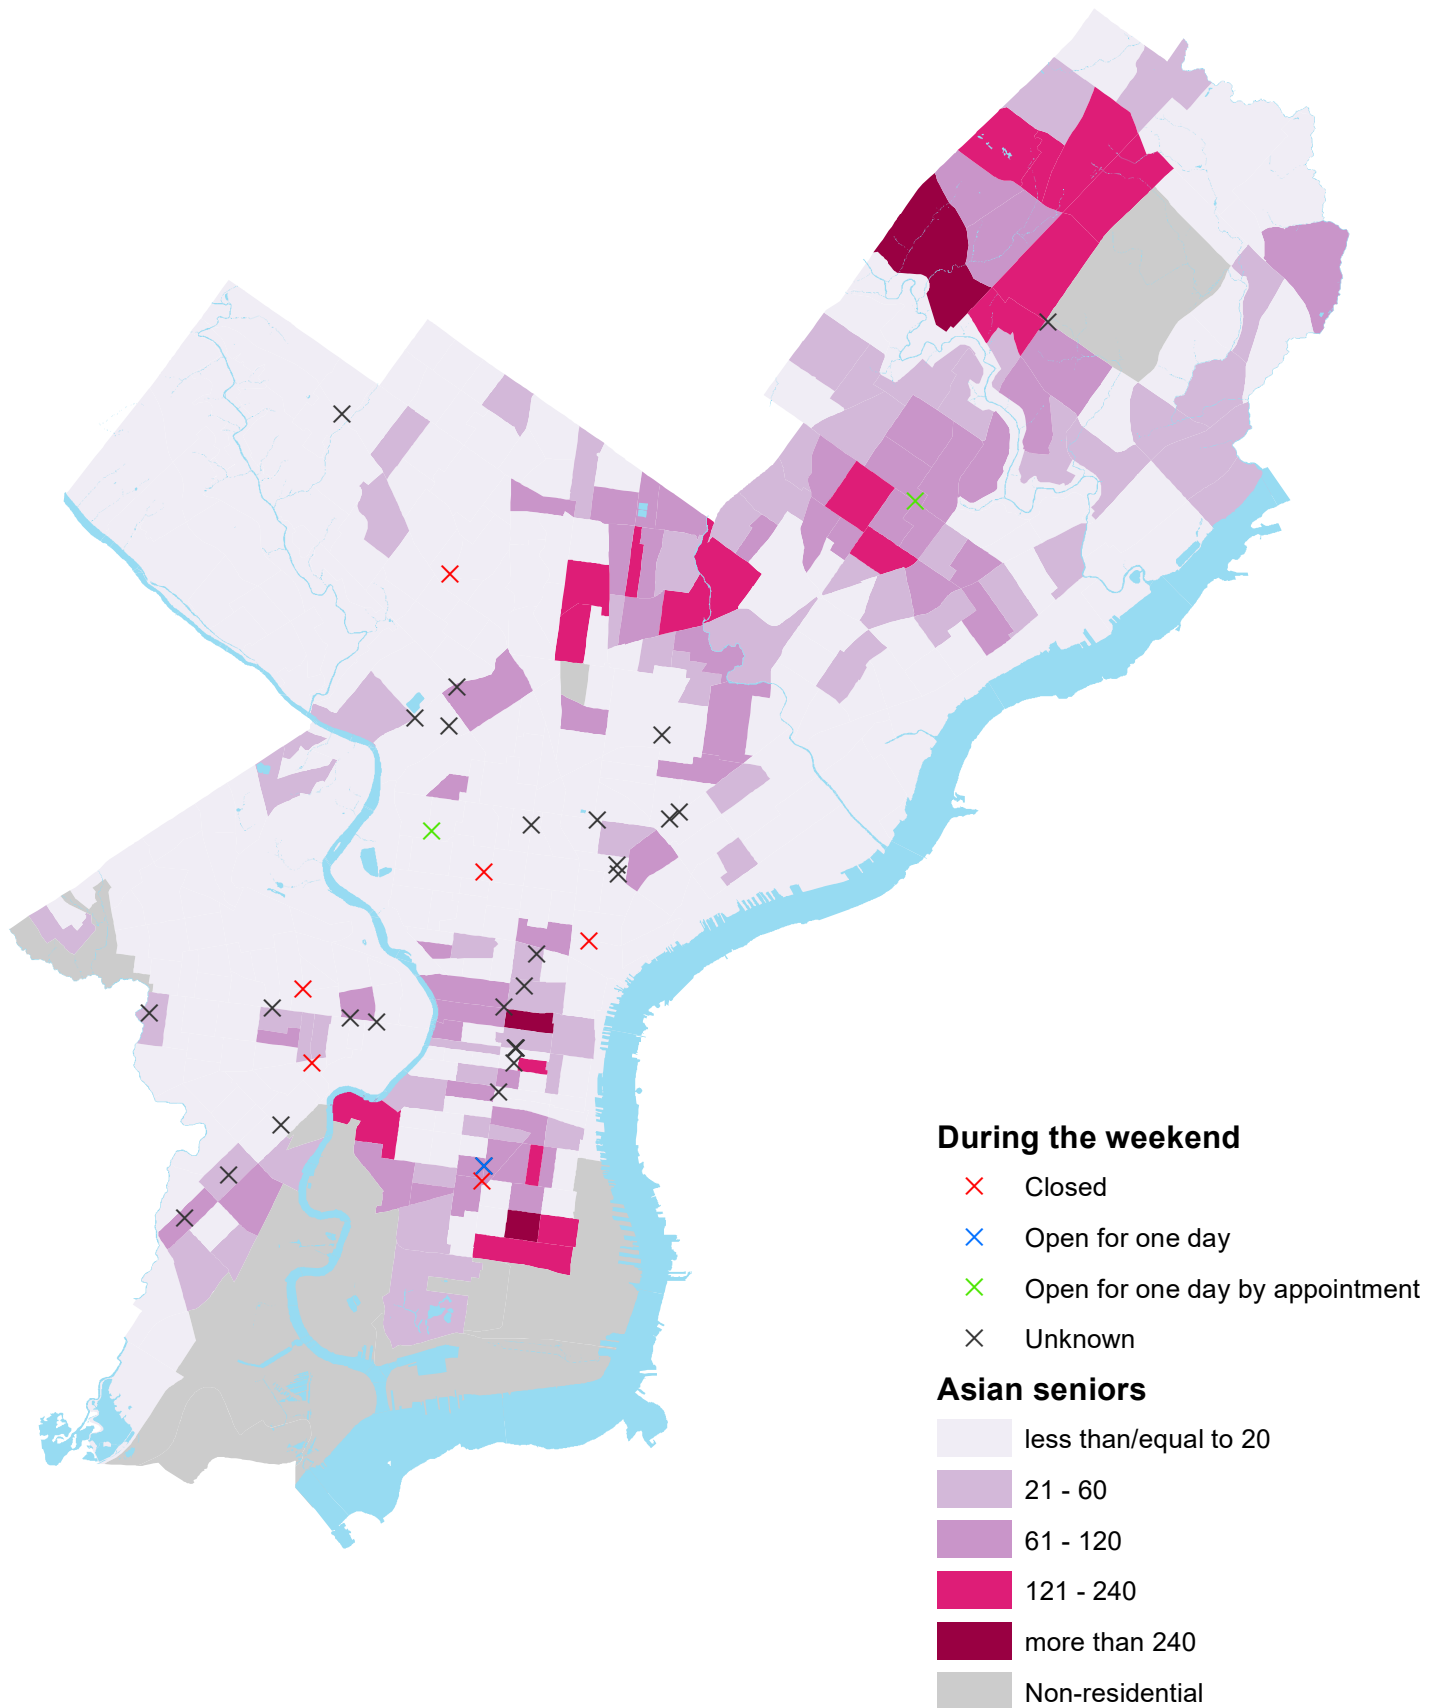 During the weekend
Closed
Open for one day
Open for one day by appointment
Unknown
Asian seniors
less than/equal to 20
21 - 60
61 - 120
121 - 240
more than 240
Non-residential